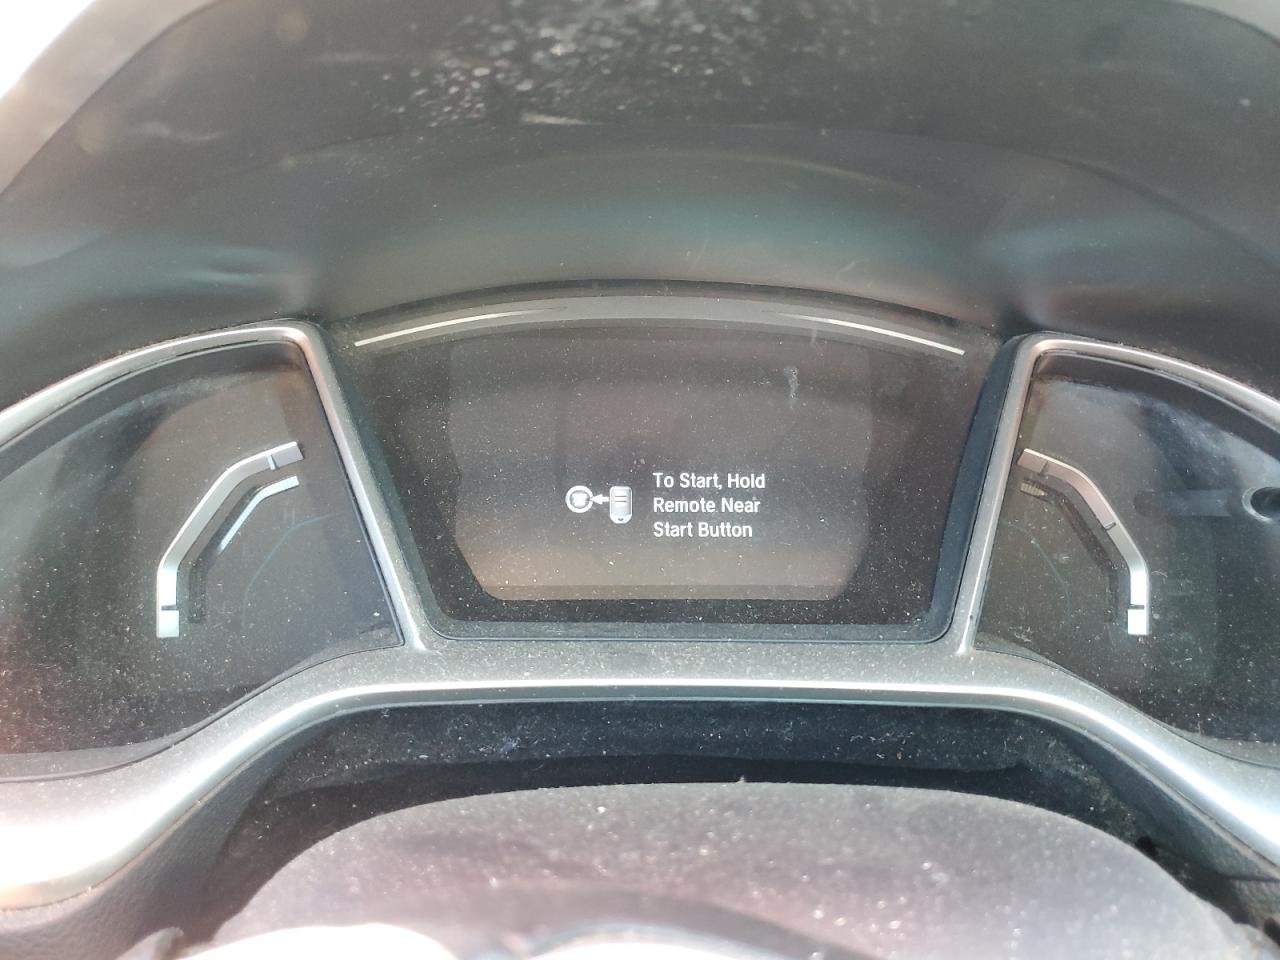 To Start, Hold
Remote Near
Start Button